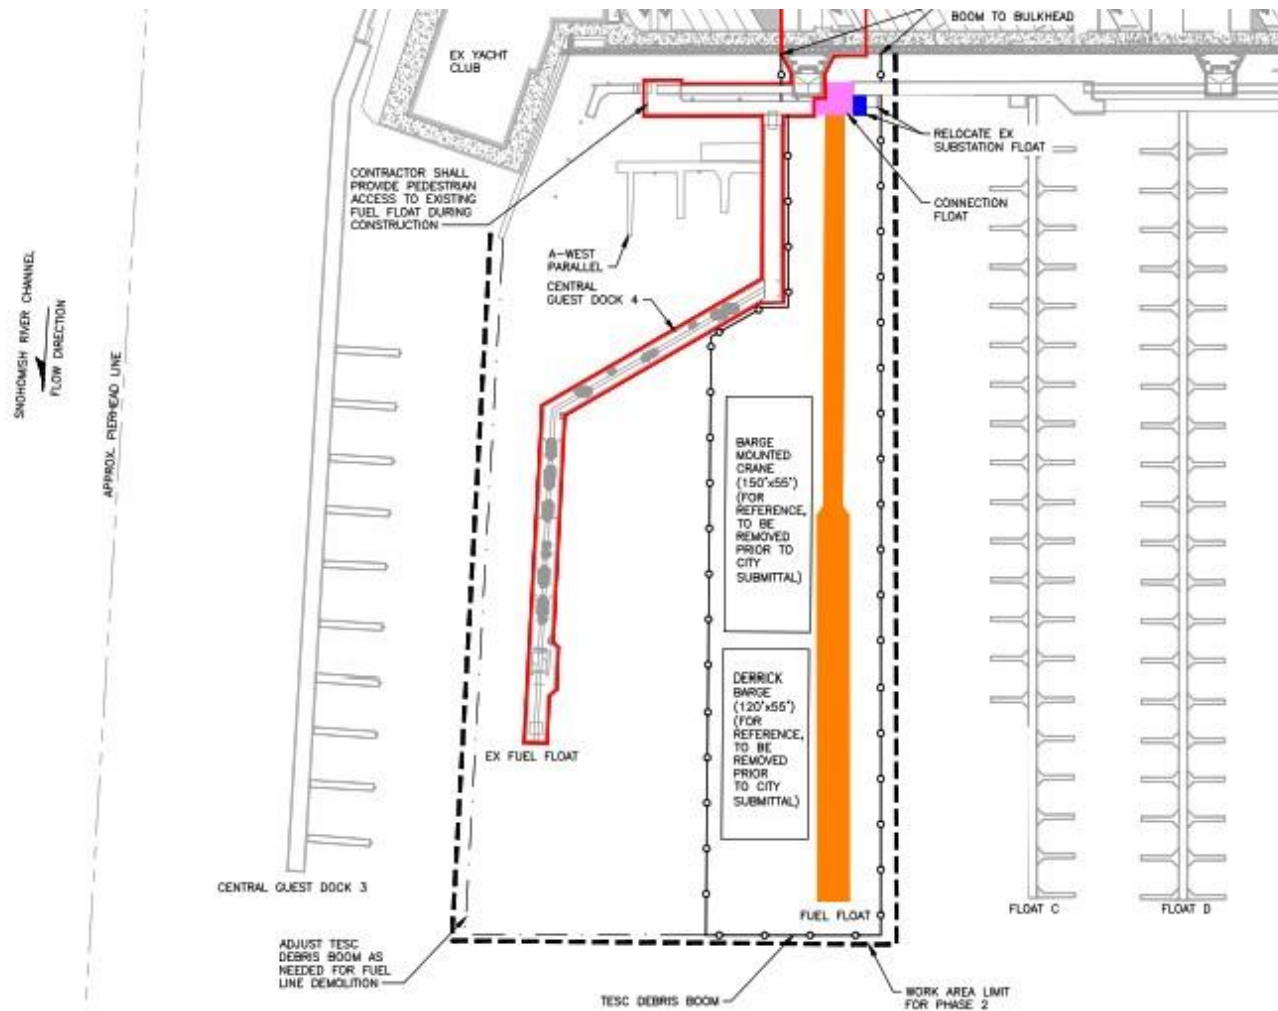 BOOM TO BULKHEAD
EX YACHT
CLUB
RELOCATE EX
SUBSTATION FLOAT
CONTRACTOR SHALL
PROVIDE PEDESTRIAN
ACCESS TO EXISTING
FUEL FLOAT DURING
CONSTRUCTION
CONNECTION
FLOAT
A-WEST
PARALLEL
CENTRAL
GUEST DOCK 4
SNOHOMISH RIVER CHANNEL
FLOW DIRECTION
APPROX. PIERHEAD LINE
BARGE
MOUNTED
CRANE
(150'x55')
(FOR
REFERENCE,
TO BE
REMOVED
PRIOR TO
CITY
SUBMITTAL)
DERRICK
BARGE
(120'x55')
(FOR
REFERENCE,
TO BE
REMOVED
PRIOR
TO CITY
SUBMITTAL)
EX FUEL FLOAT
CENTRAL GUEST DOCK 3
FUEL FLOAT
FLOAT C
FLOAT D
ADJUST TESC
DEBRIS BOOM AS
NEEDED FOR FUEL
LINE DEMOLITION
TESC DEBRIS BOOM
WORK AREA LIMIT
FOR PHASE 2